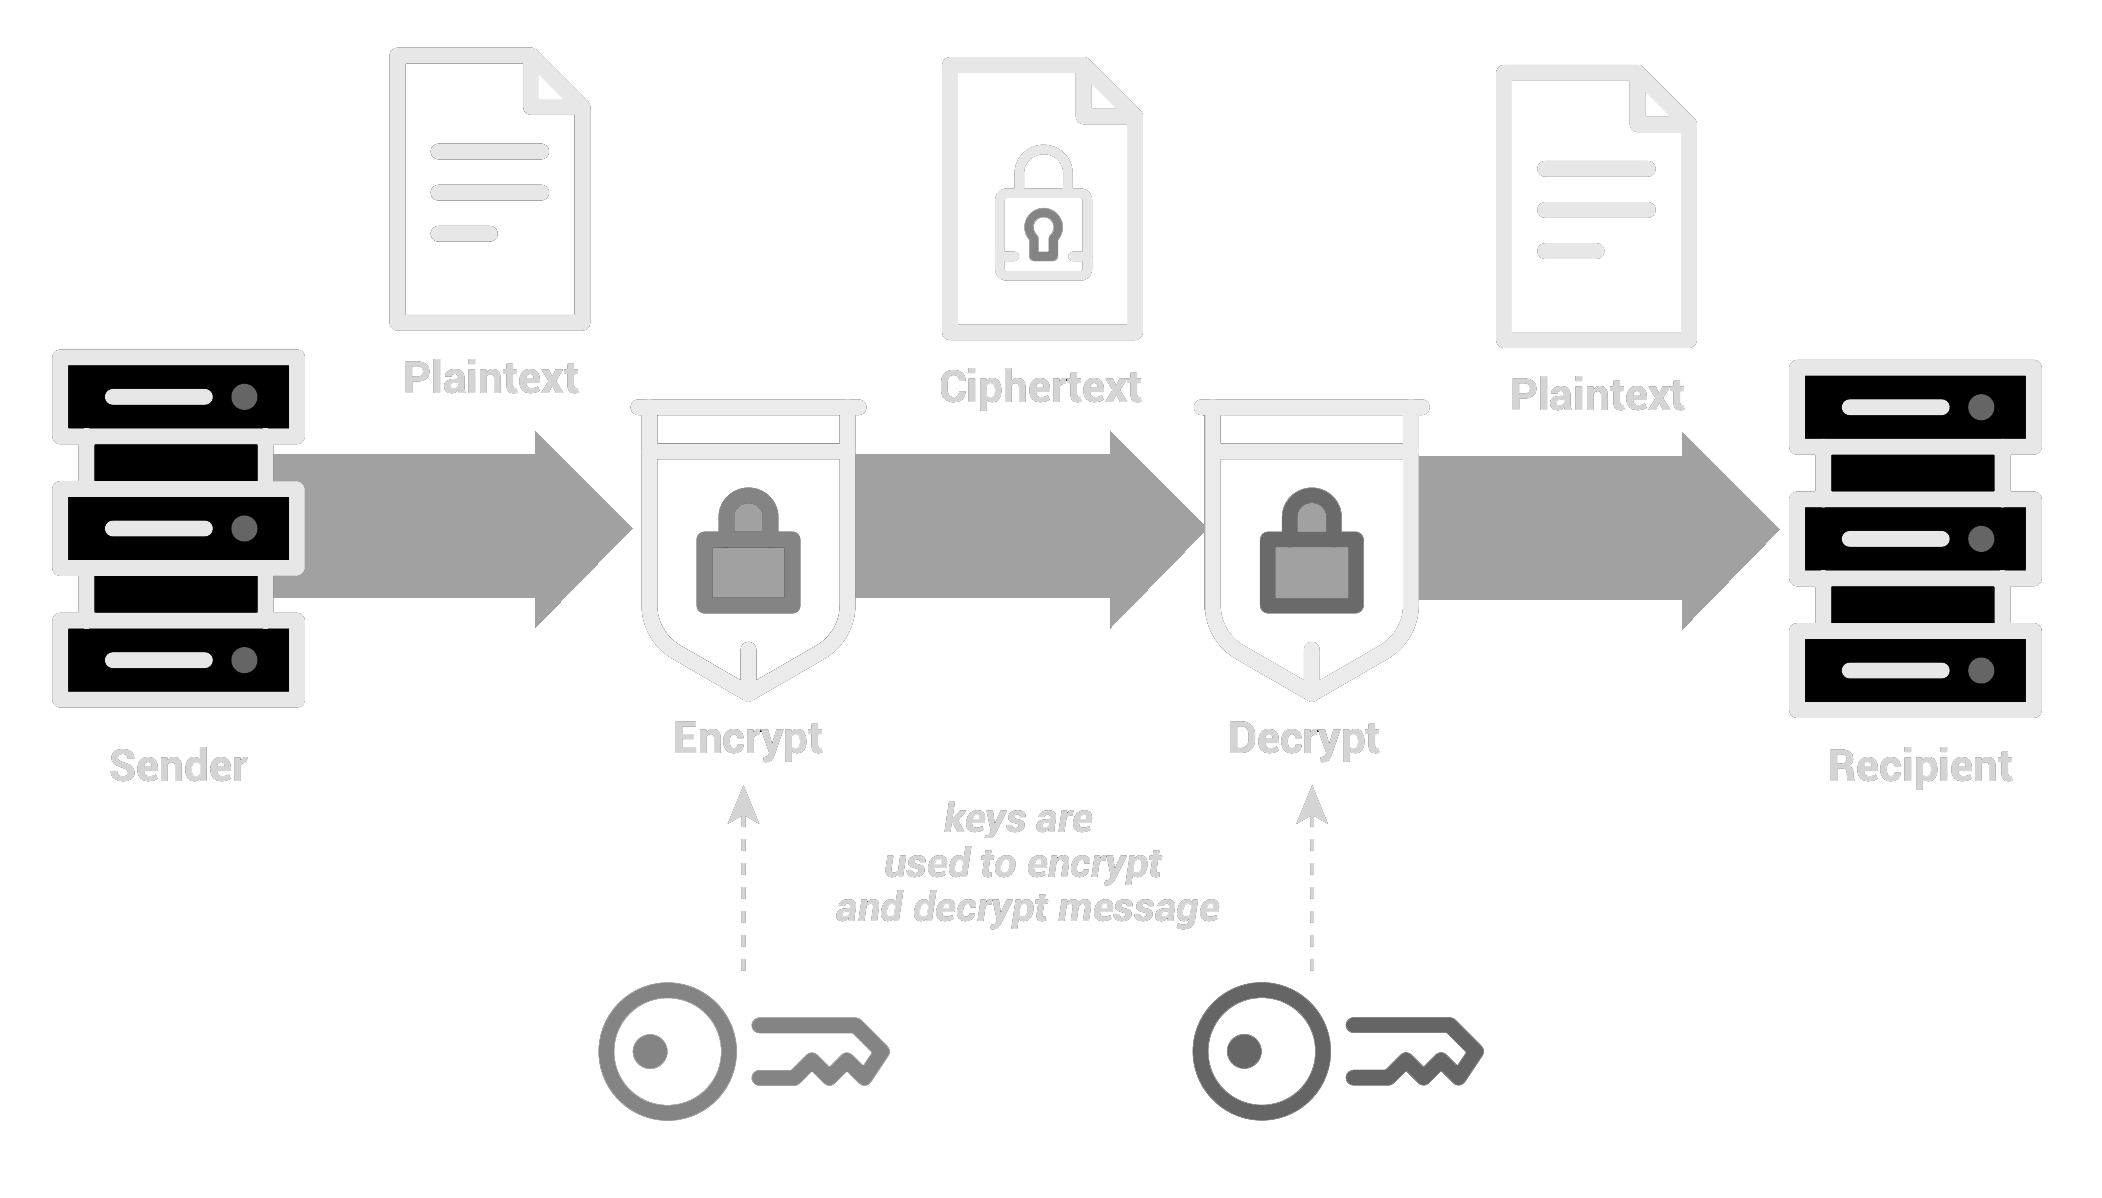 Plaintext
Ciphertext
Plaintext
Encrypt
Decrypt
Sender
Recipient
keys are
used to encrypt
and decrypt message